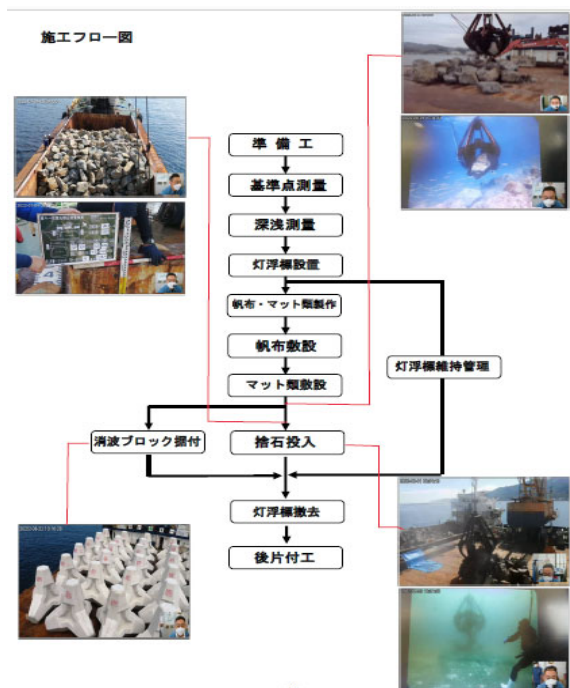 施工フロー図
準備工
基準点測量
深浅測量
灯浮標設置
帆布・マット類製作
帆布敷設
灯浮標維持管理
マット類敷設
消波ブロック据付
捨石投入
灯浮標撤去
後片付工